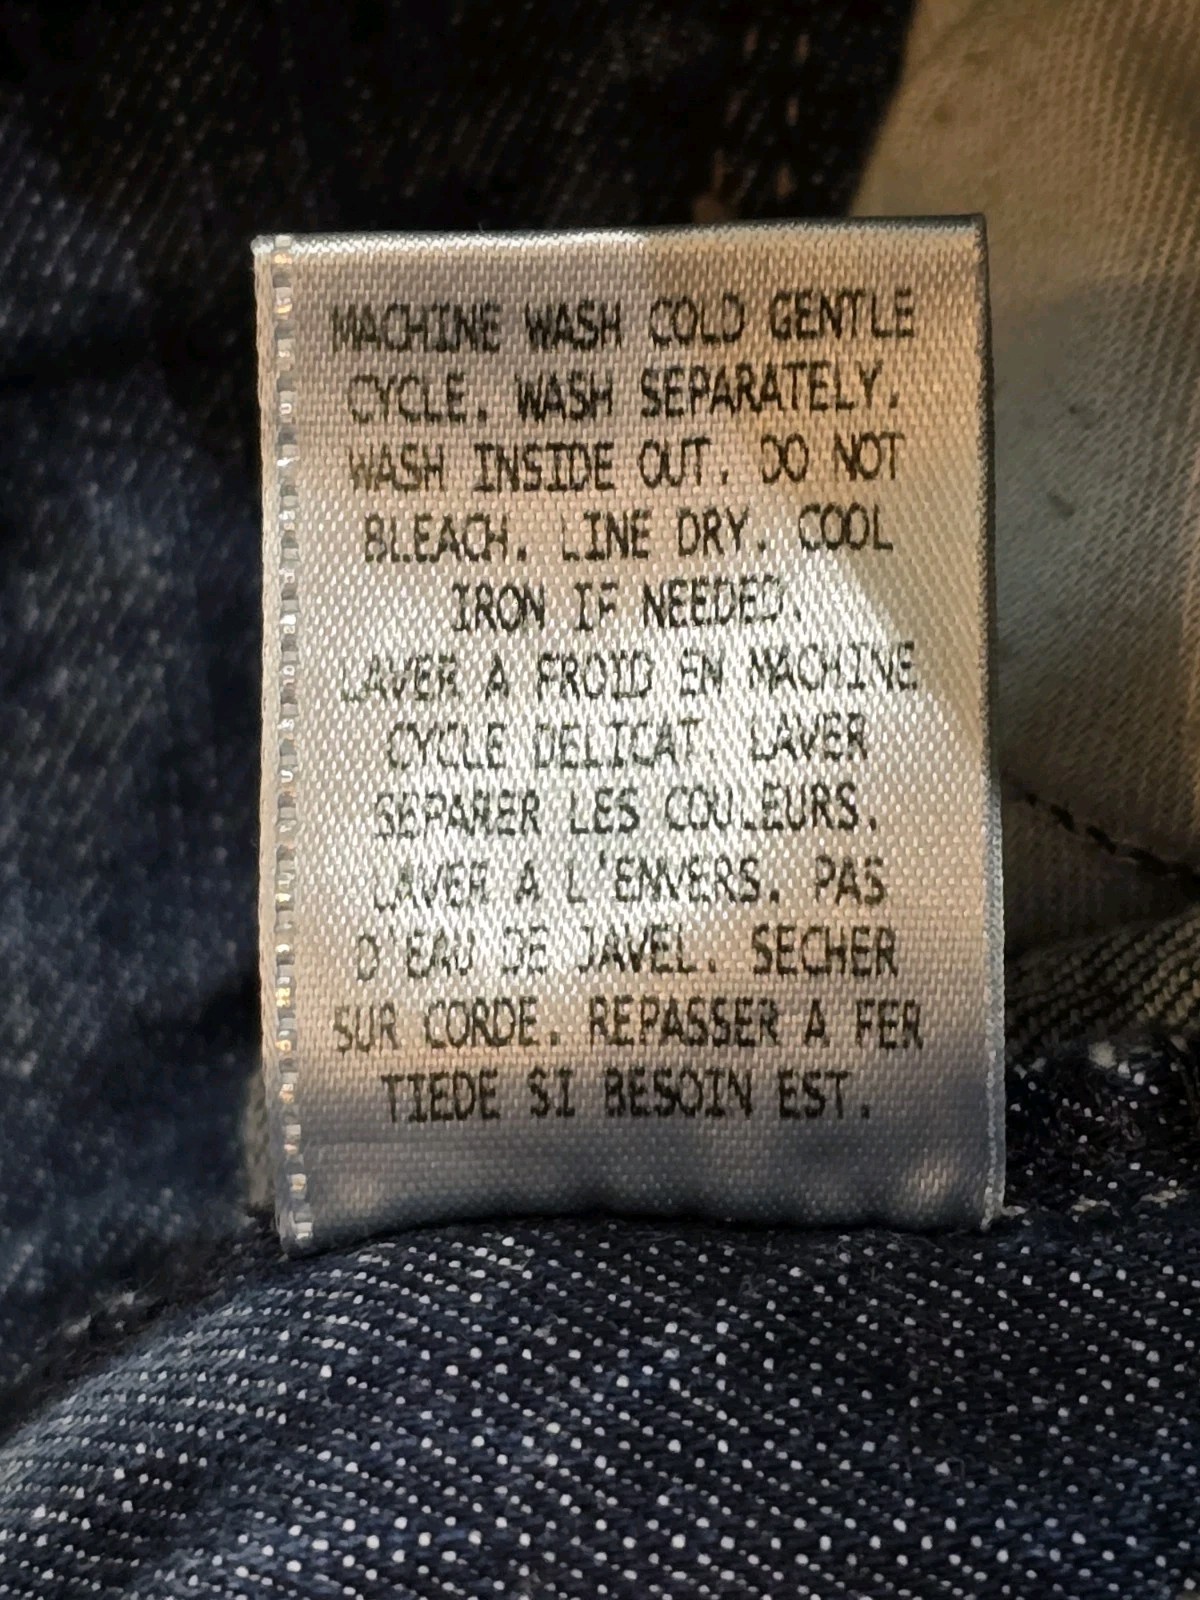 MACHINE WASH COLD GENTLE
CYCLE. WASH SEPARATELY.
WASH INSIDE OUT. DO NOT
BLEACH. LINE DRY. COOL
IRON IF NEEDED.
LAVER A FROID EN MACHINE
CYCLE DELICAT. LAVER
SEPARER LES COULEURS.
LAVER A L'ENVERS. PAS
D'EAU DE JAVEL. SECHER
SUR CORDE. REPASSER A FER
TIEDE SI BESOIN EST.